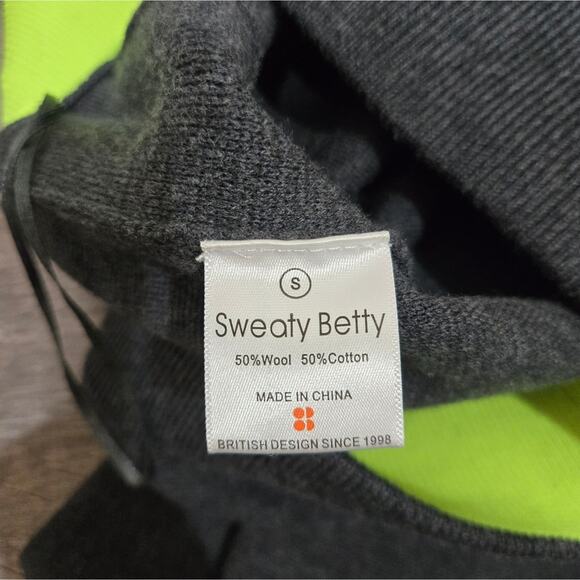 S
Sweaty Betty
50%Wool 50%Cotton
MADE IN CHINA
BRITISH DESIGN SINCE 1998